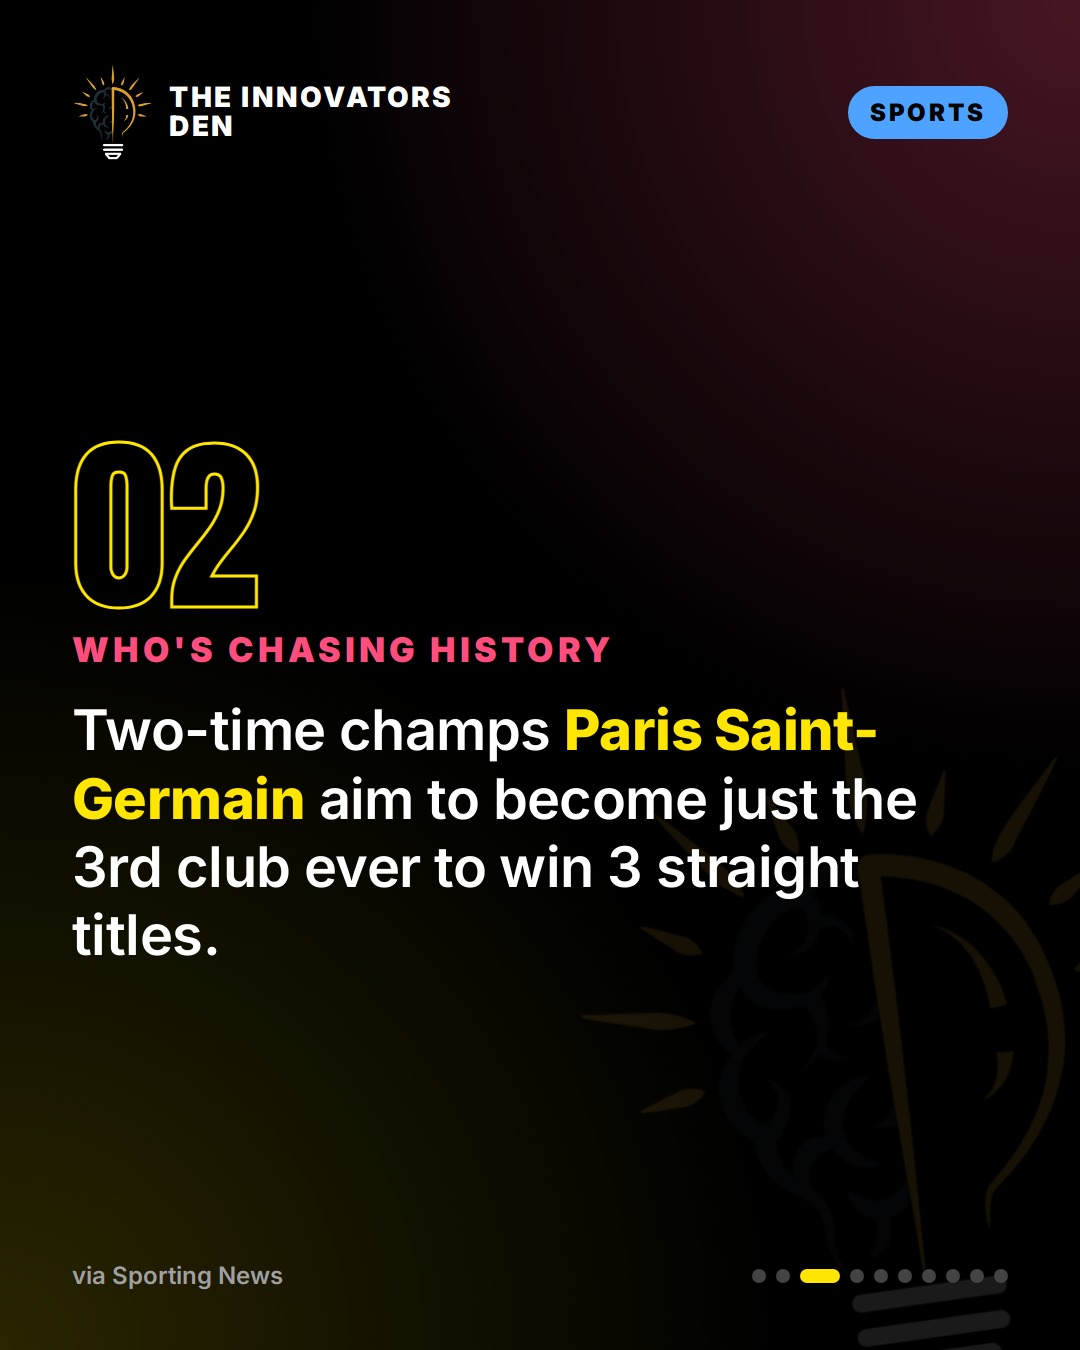 THE INNOVATORS
DEN
SPORTS
02
WHO'S CHASING HISTORY
Two-time champs Paris Saint-
Germain aim to become just the
3rd club ever to win 3 straight
titles.
via Sporting News